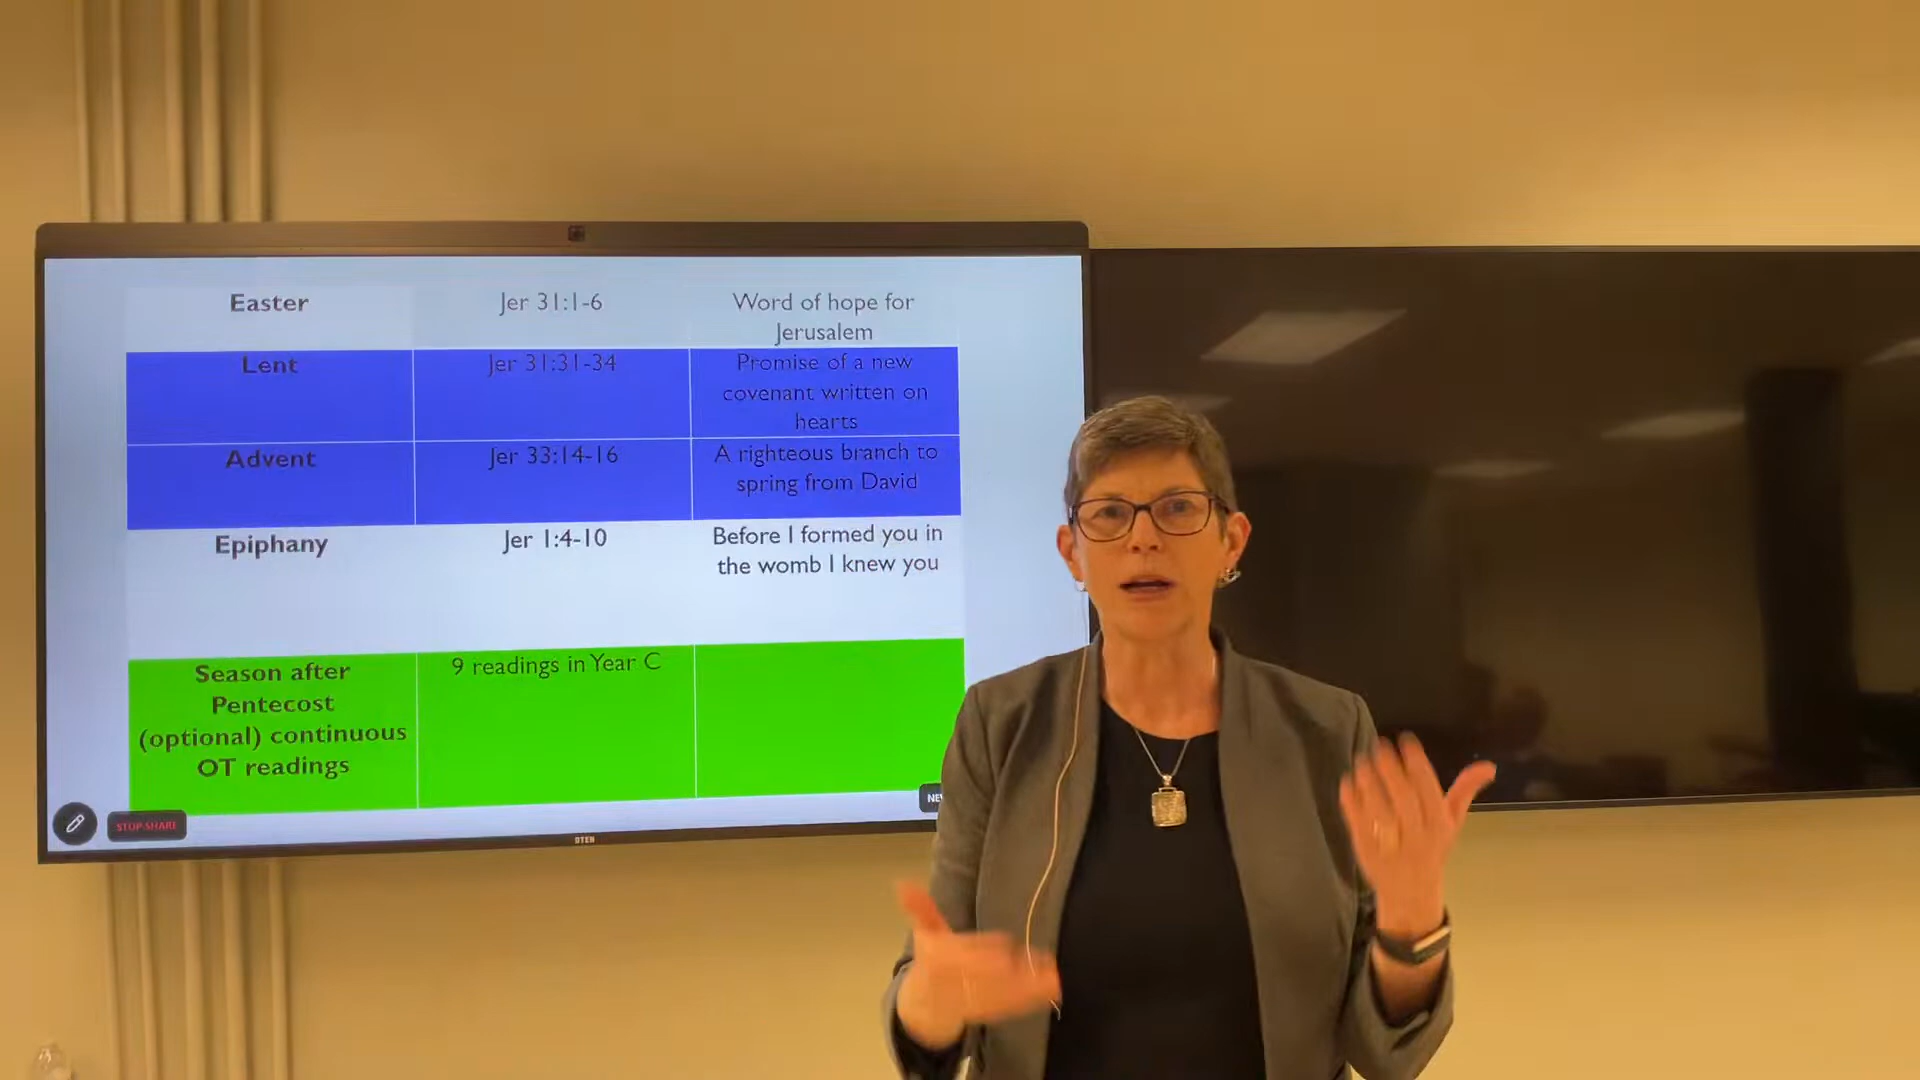 Easter
Jer 31:1-6
Word of hope for
Jerusalem
Lent
Jer 31:31-34
Promise of a new
covenant written on
hearts
Advent
Jer 33:14-16
A righteous branch to
spring from David
Epiphany
Jer 1:4-10
Before I formed you in
the womb I knew you
Season after
Pentecost
(optional) continuous
OT readings
9 readings in Year C
STOP SHARE
DTEN